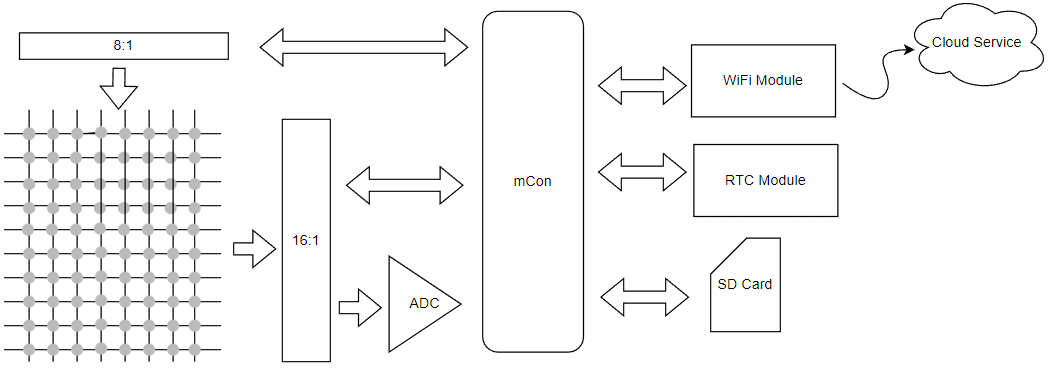 8:1
Cloud Service
WiFi Module
mCon
RTC Module
16:1
SD Card
ADC